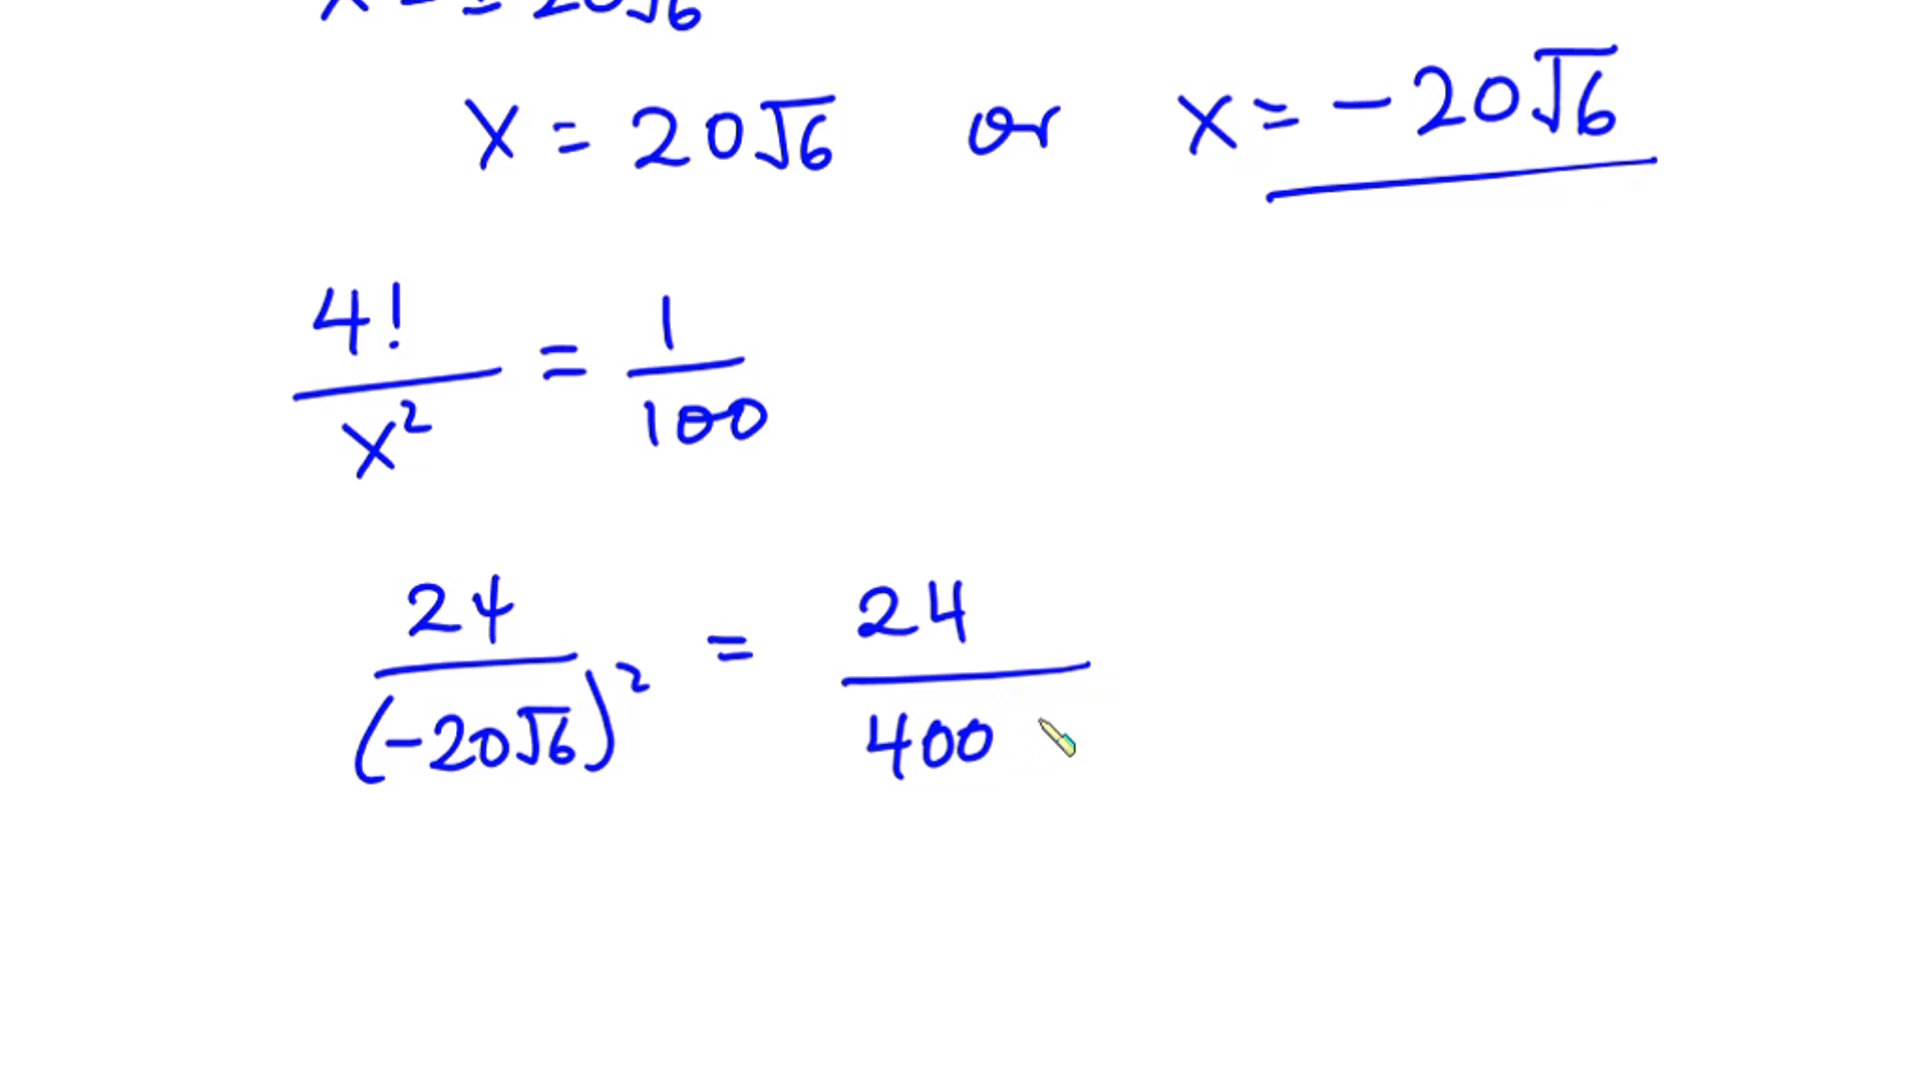 x = 20√6 or x = -20√6
4!/x² = 1/100
24/(-20√6)² = 24/400